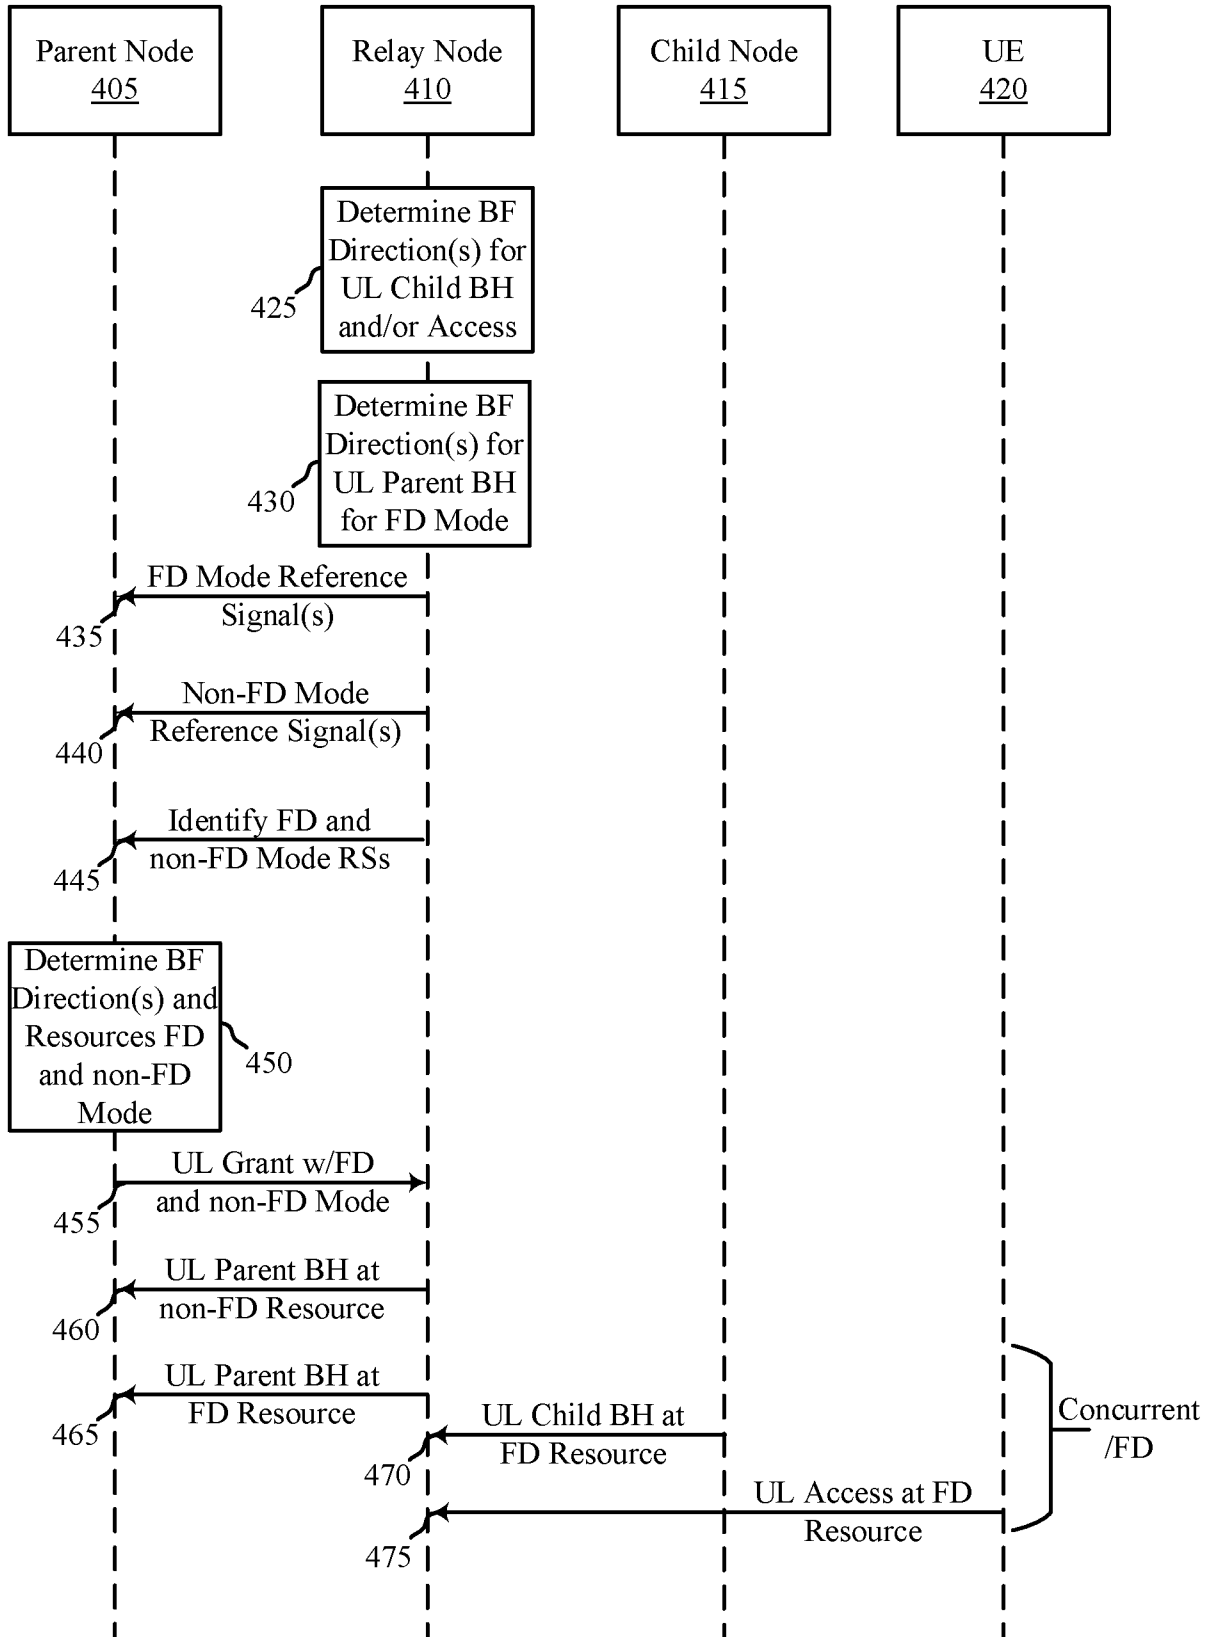 Parent Node
405
Relay Node
410
Child Node
415
UE
420
Determine BF
Direction(s) for
UL Child BH
and/or Access
425
Determine BF
Direction(s) for
UL Parent BH
for FD Mode
430
FD Mode Reference
Signal(s)
435
Non-FD Mode
Reference Signal(s)
440
Identify FD and
non-FD Mode RSs
445
Determine BF
Direction(s) and
Resources FD
and non-FD
Mode
450
UL Grant w/FD
and non-FD Mode
455
UL Parent BH at
non-FD Resource
460
UL Parent BH at
FD Resource
465
UL Child BH at
FD Resource
470
UL Access at FD
Resource
475
Concurrent
/FD